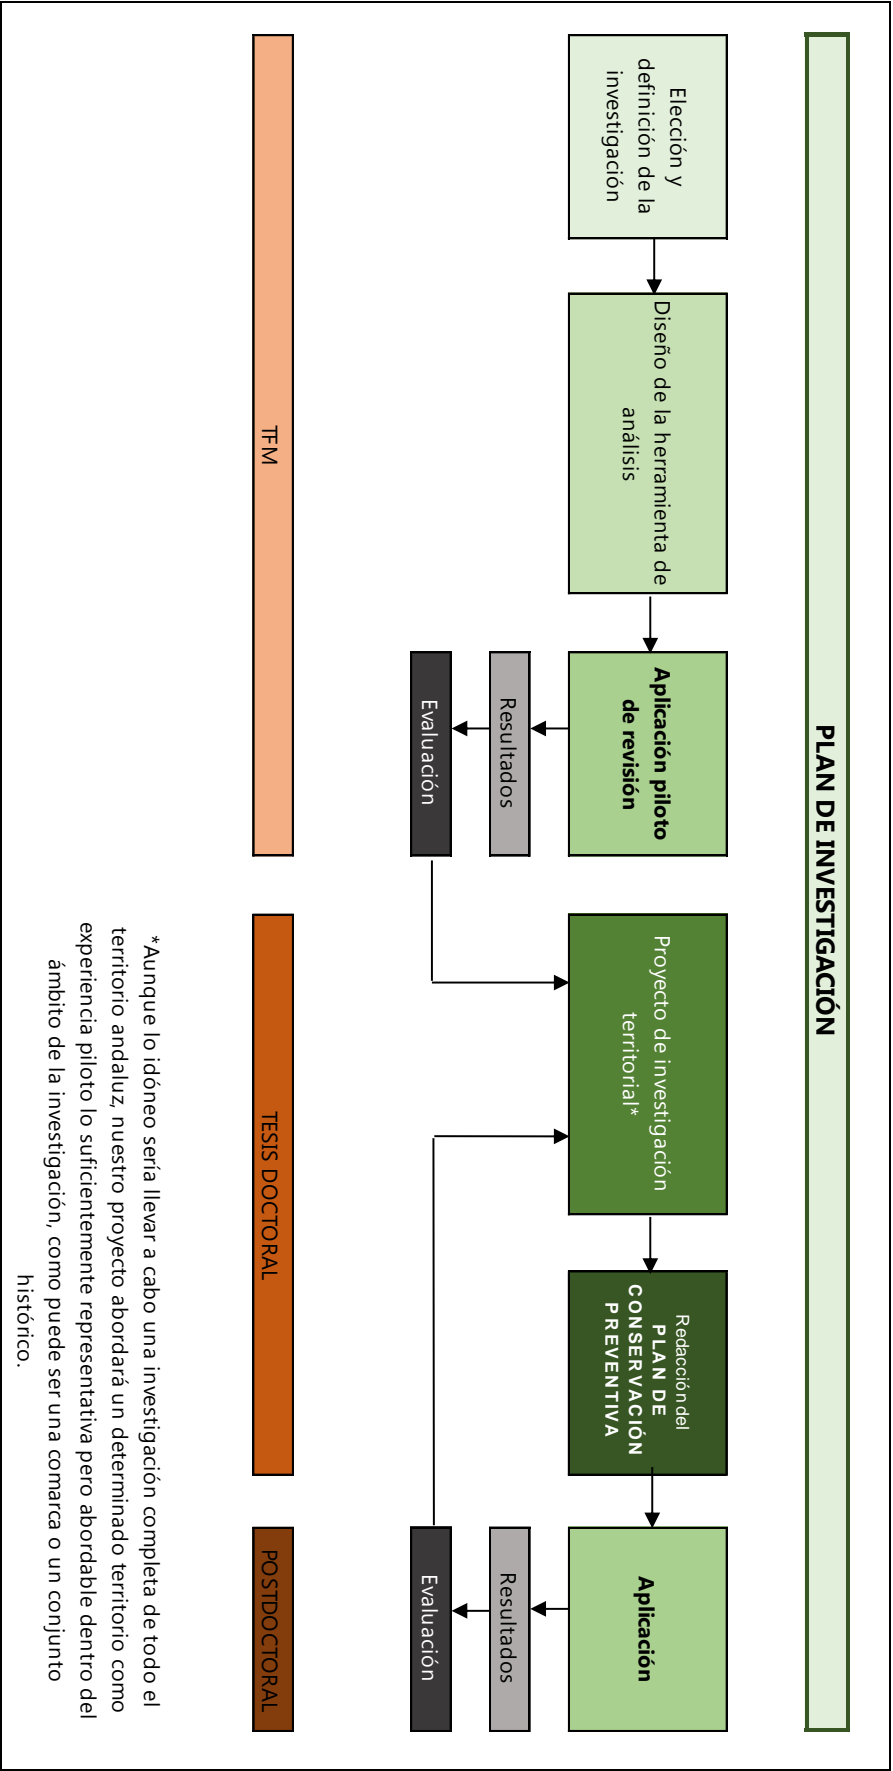 PLAN DE INVESTIGACIÓN
Elección y
definición de la
investigación
Diseño de la herramienta de
análisis
Aplicación piloto
de revisión
Resultados
Evaluación
Proyecto de investigación
territorial*
Redacción del
PLAN DE
CONSERVACIÓN
PREVENTIVA
Aplicación
Resultados
Evaluación
TFM
TESIS DOCTORAL
POSTDOCTORAL
*Aunque lo idóneo sería llevar a cabo una investigación completa de todo el
territorio andaluz, nuestro proyecto abordará un determinado territorio como
experiencia piloto lo suficientemente representativa pero abordable dentro del
ámbito de la investigación, como puede ser una comarca o un conjunto
histórico.